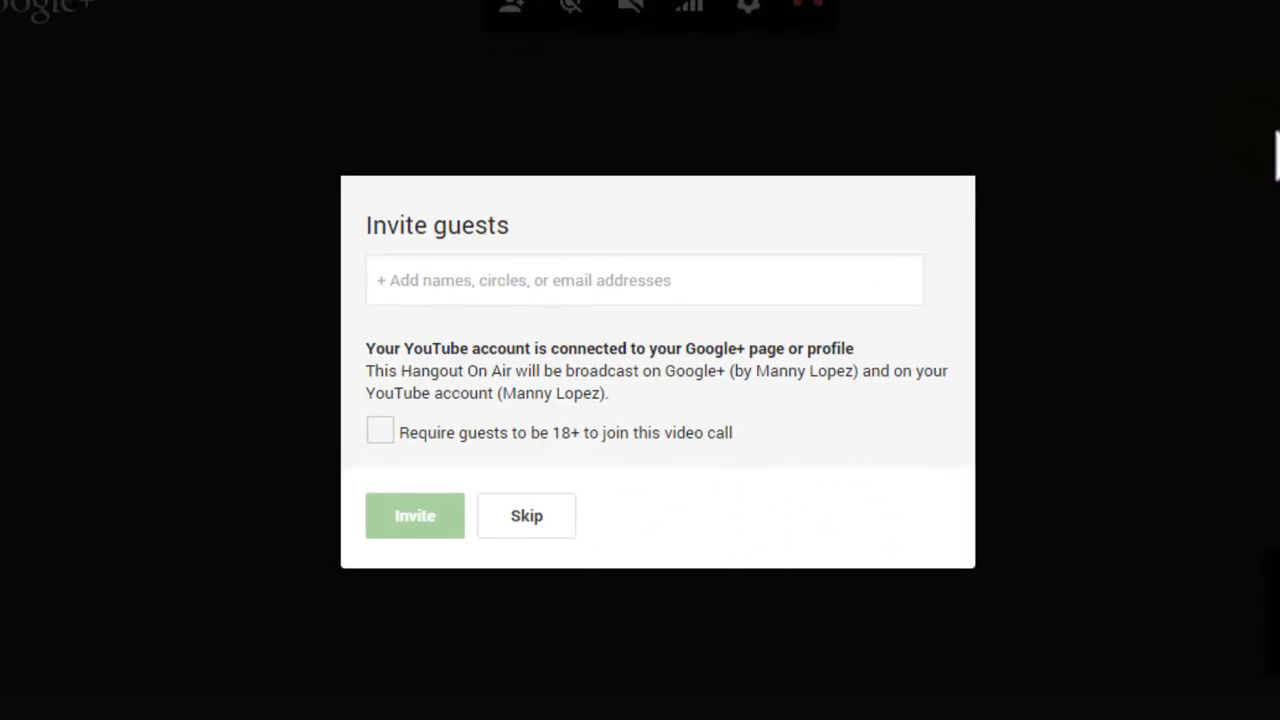 Google+
Invite guests
+ Add names, circles, or email addresses
Your YouTube account is connected to your Google+ page or profile
This Hangout On Air will be broadcast on Google+ (by Manny Lopez) and on your
YouTube account (Manny Lopez).
Require guests to be 18+ to join this video call
Invite
Skip